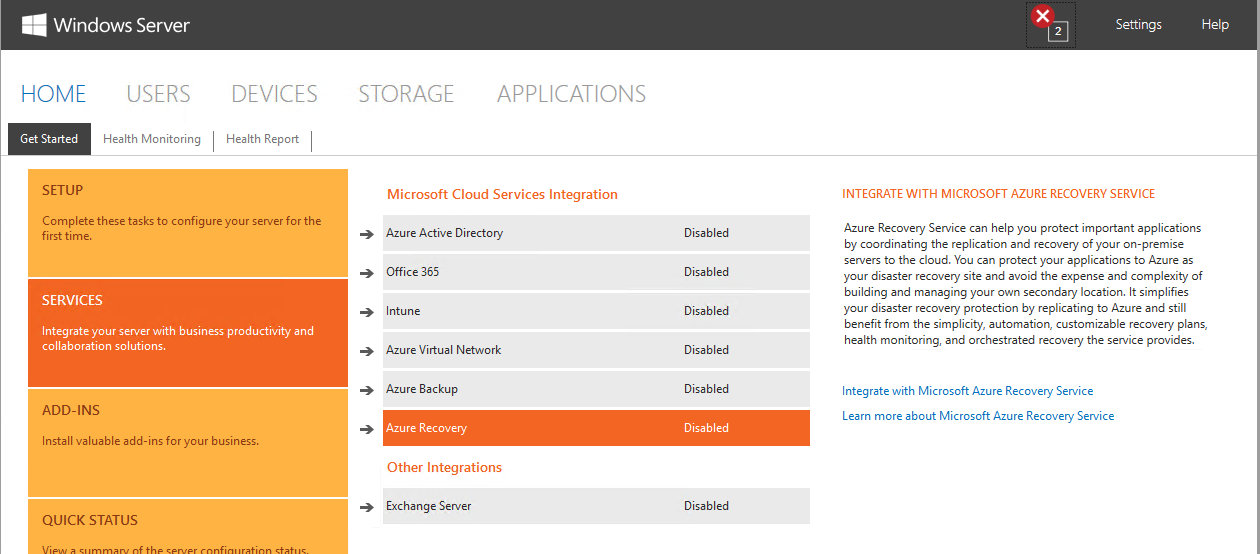 Windows Server
2
Settings
Help
HOME
USERS
DEVICES
STORAGE
APPLICATIONS
Get Started
Health Monitoring
Health Report
SETUP
Complete these tasks to configure your server for the
first time.
SERVICES
Integrate your server with business productivity and
collaboration solutions.
ADD-INS
Install valuable add-ins for your business.
QUICK STATUS
View a summary of the server configuration status.
Microsoft Cloud Services Integration
Azure Active Directory Disabled
Office 365 Disabled
Intune Disabled
Azure Virtual Network Disabled
Azure Backup Disabled
Azure Recovery Disabled
Other Integrations
Exchange Server Disabled
INTEGRATE WITH MICROSOFT AZURE RECOVERY SERVICE
Azure Recovery Service can help you protect important applications
by coordinating the replication and recovery of your on-premise
servers to the cloud. You can protect your applications to Azure as
your disaster recovery site and avoid the expense and complexity of
building and managing your own secondary location. It simplifies
your disaster recovery protection by replicating to Azure and still
benefit from the simplicity, automation, customizable recovery plans,
health monitoring, and orchestrated recovery the service provides.
Integrate with Microsoft Azure Recovery Service
Learn more about Microsoft Azure Recovery Service